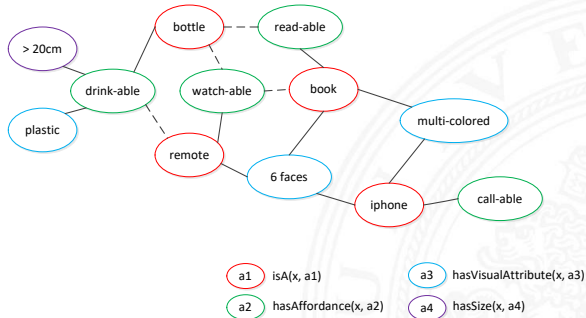 bottle
read-able
> 20cm
drink-able
watch-able
book
multi-colored
plastic
remote
6 faces
iphone
call-able
a1 isA(x, a1)
a3 hasVisualAttribute(x, a3)
a2 hasAffordance(x, a2)
a4 hasSize(x, a4)